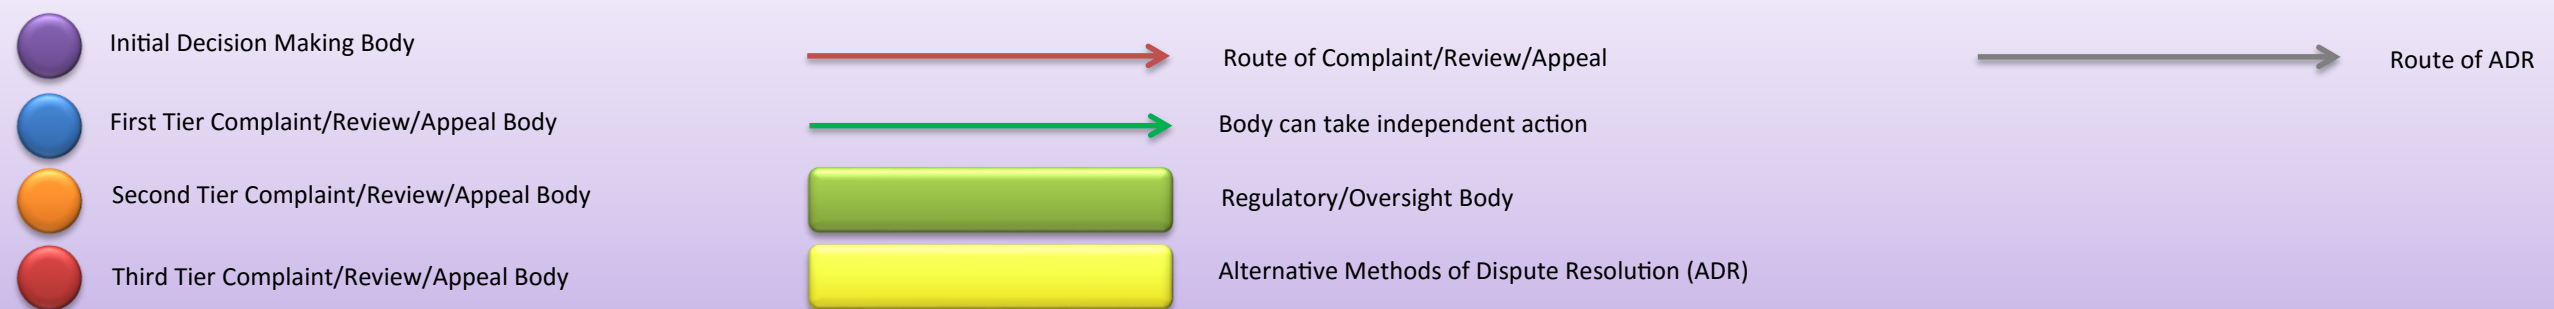 Initial Decision Making Body
Route of Complaint/Review/Appeal
Route of ADR
First Tier Complaint/Review/Appeal Body
Body can take independent action
Second Tier Complaint/Review/Appeal Body
Regulatory/Oversight Body
Third Tier Complaint/Review/Appeal Body
Alternative Methods of Dispute Resolution (ADR)